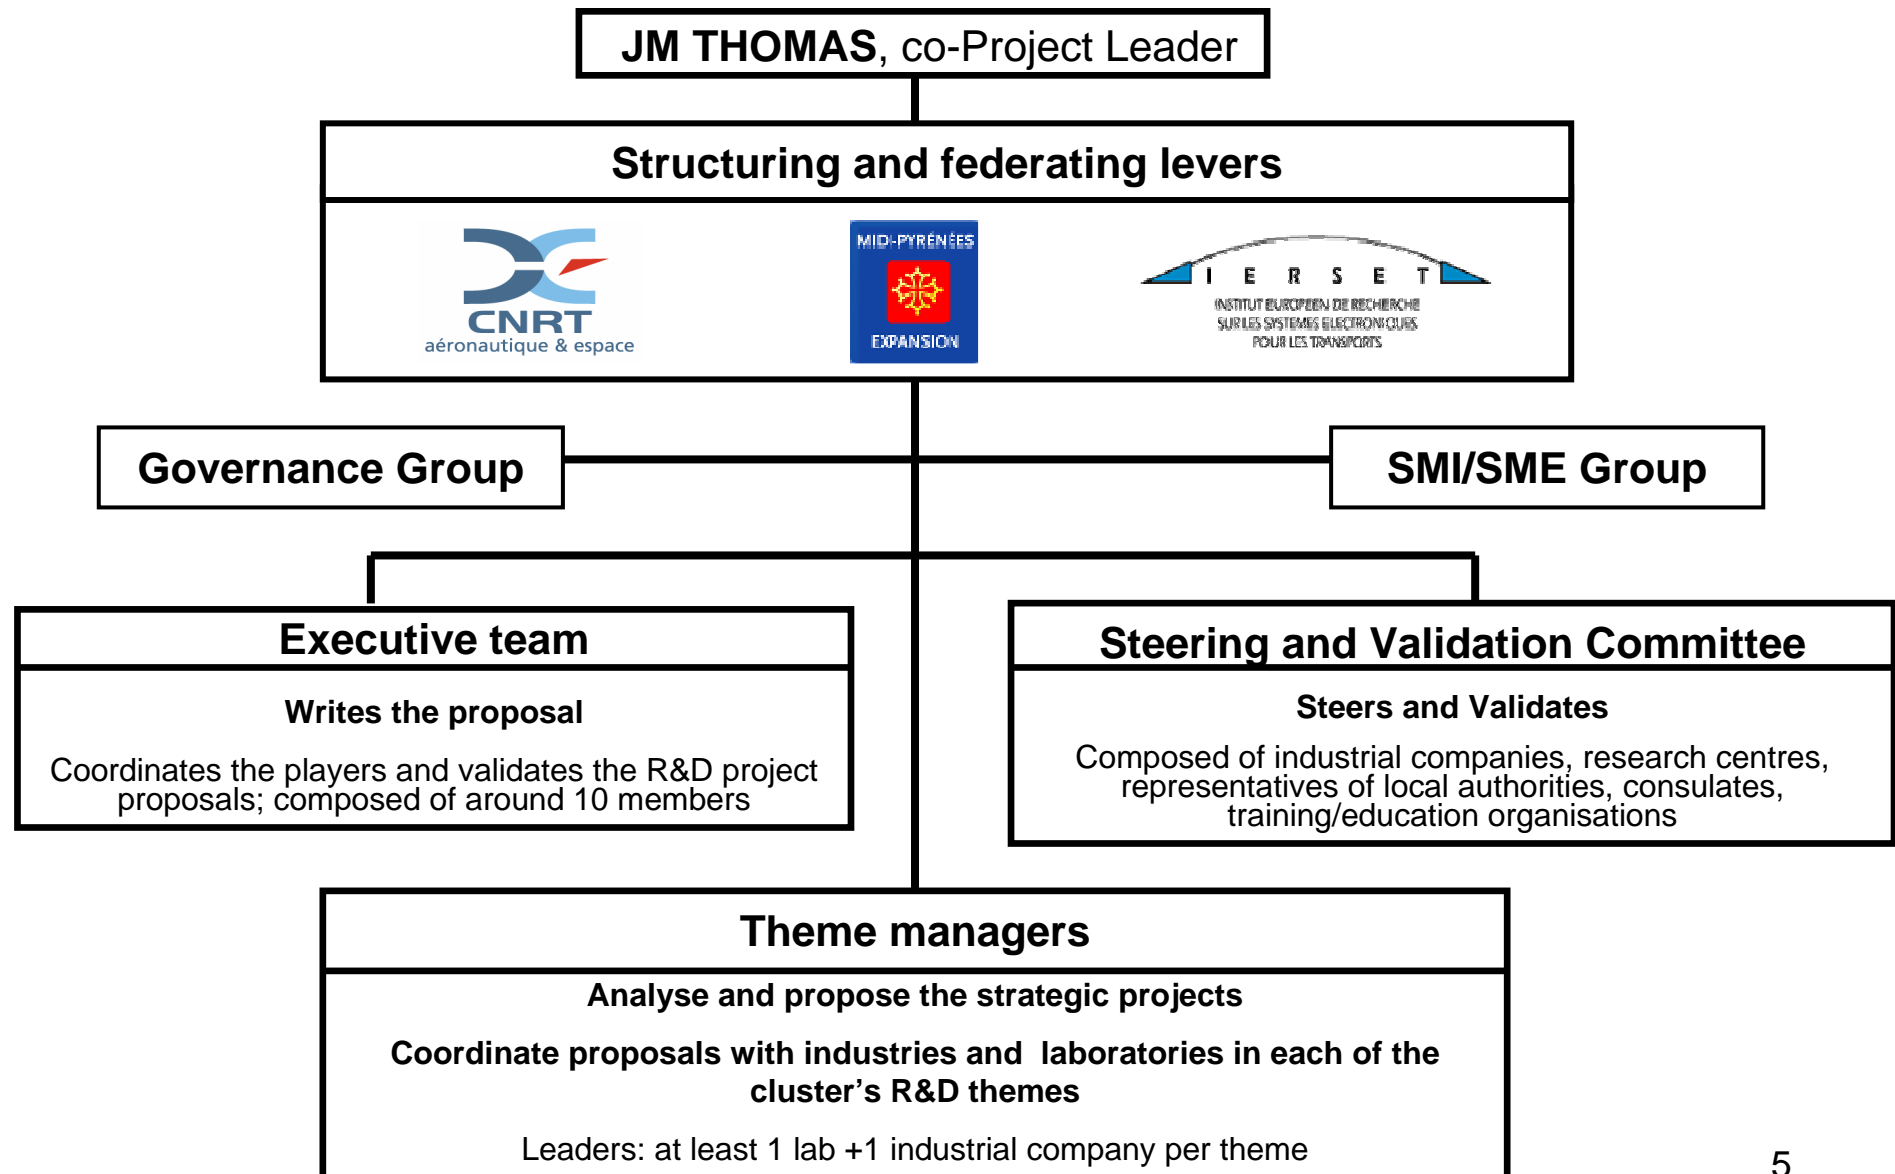 JM THOMAS, co-Project Leader
Structuring and federating levers
CNRT
aéronautique & espace
MIDI-PYRÉNÉES
EXPANSION
I E R S E T
INSTITUT EUROPEEN DE RECHERCHE
SUR LES SYSTEMES ELECTRONIQUES
POUR LES TRANSPORTS
Governance Group
SMI/SME Group
Executive team
Writes the proposal
Coordinates the players and validates the R&D project
proposals; composed of around 10 members
Steering and Validation Committee
Steers and Validates
Composed of industrial companies, research centres,
representatives of local authorities, consulates,
training/education organisations
Theme managers
Analyse and propose the strategic projects
Coordinate proposals with industries and laboratories in each of the
cluster’s R&D themes
Leaders: at least 1 lab +1 industrial company per theme
5